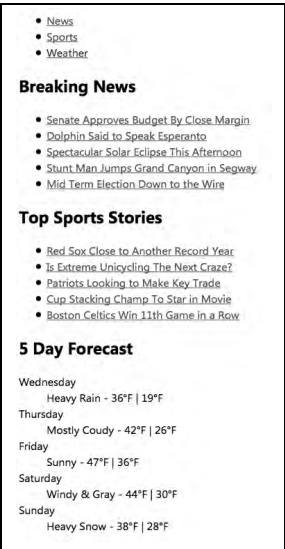 News
Sports
Weather
Breaking News
Senate Approves Budget By Close Margin
Dolphin Said to Speak Esperanto
Spectacular Solar Eclipse This Afternoon
Stunt Man Jumps Grand Canyon in Segway
Mid Term Election Down to the Wire
Top Sports Stories
Red Sox Close to Another Record Year
Is Extreme Unicycling The Next Craze?
Patriots Looking to Make Key Trade
Cup Stacking Champ To Star in Movie
Boston Celtics Win 11th Game in a Row
5 Day Forecast
Wednesday
Heavy Rain - 36°F | 19°F
Thursday
Mostly Coudy - 42°F | 26°F
Friday
Sunny - 47°F | 36°F
Saturday
Windy & Gray - 44°F | 30°F
Sunday
Heavy Snow - 38°F | 28°F